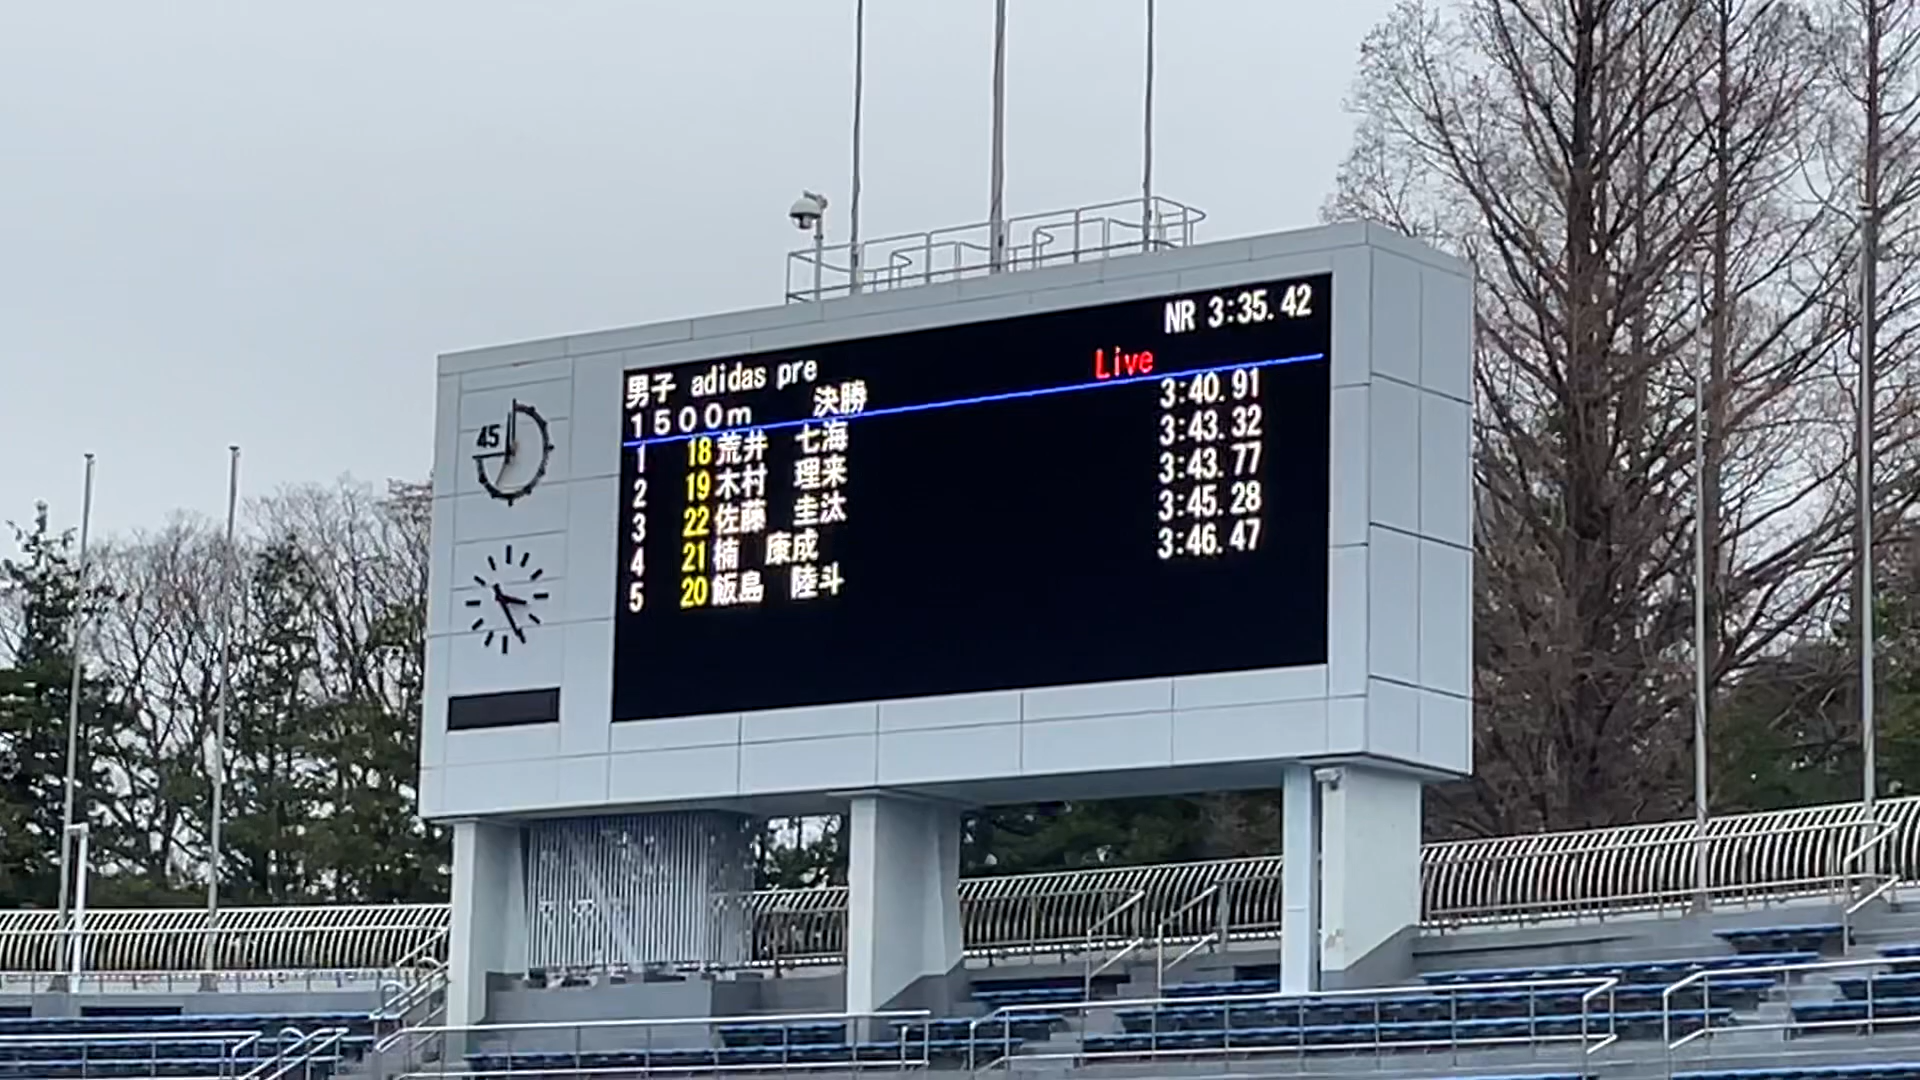 NR 3:35.42
男子 adidas pre Live
1500m 決勝
1 18 荒井 七海 3:40.91
2 19 木村 理来 3:43.32
3 22 佐藤 圭汰 3:43.77
4 21 楠 康成 3:45.28
5 20 飯島 陸斗 3:46.47
45